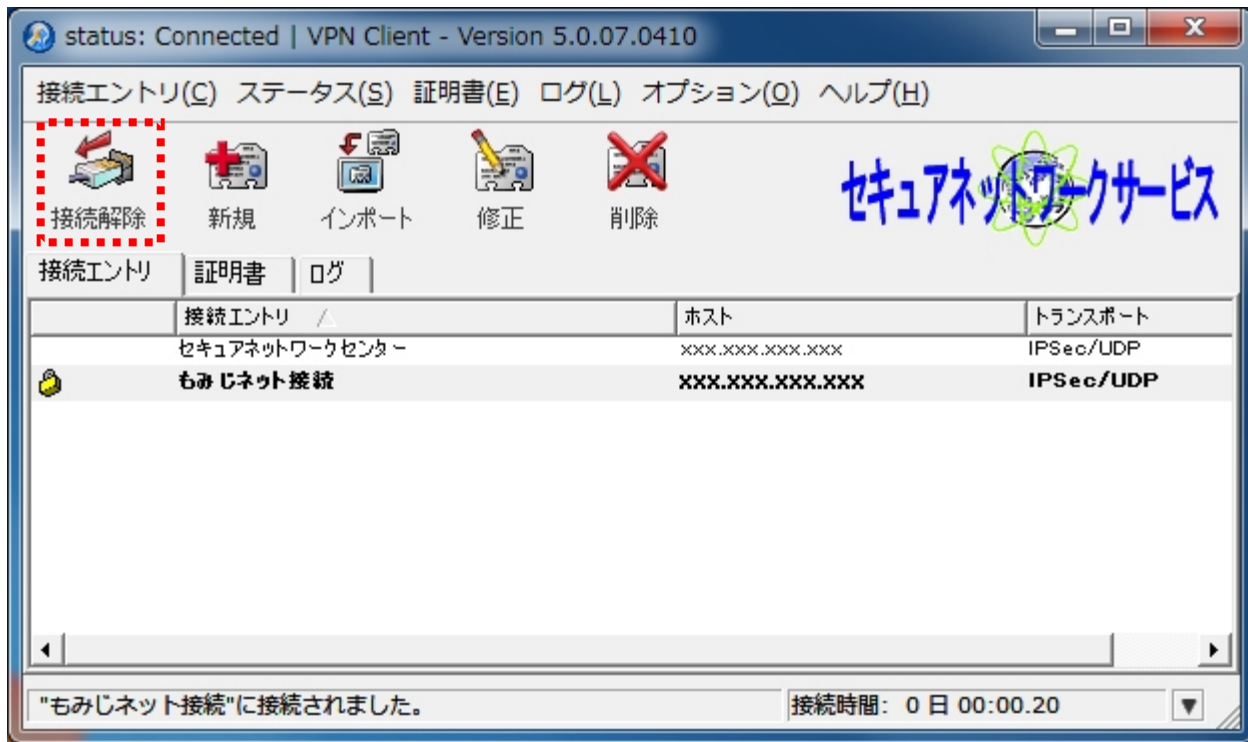 status: Connected | VPN Client - Version 5.0.07.0410
接続エントリ(C) ステータス(S) 証明書(E) ログ(L) オプション(O) ヘルプ(H)
接続解除 新規 インポート 修正 削除
セキュアネットワークサービス
接続エントリ 証明書 ログ
接続エントリ ホスト トランスポート
セキュアネットワークセンター xxx.xxx.xxx.xxx IPSec/UDP
もみじネット接続 xxx.xxx.xxx.xxx IPSec/UDP
"もみじネット接続"に接続されました。 接続時間: 0 日 00:00.20